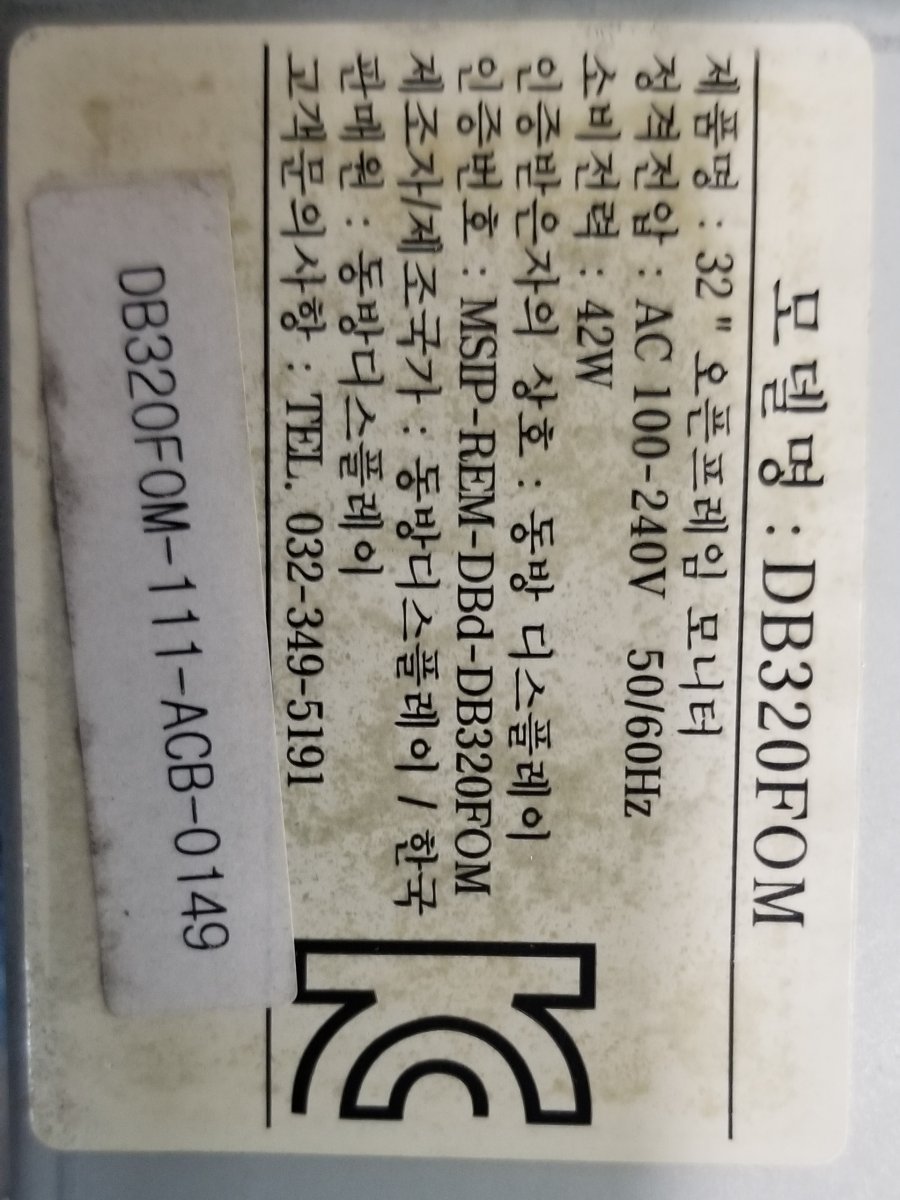 모델명 : DB320FOM
제품명 : 32" 오픈프레임 모니터
정격전압 : AC 100-240V 50/60Hz
소비전력 : 42W
인증받은자의 상호 : 동방 디스플레이
인증번호 : MSIP-REM-DBd-DB320FOM
제조자/제조국가 : 동방디스플레이 / 한국
판매원 : 동방디스플레이
고객문의사항 : TEL. 032-349-5191
DB320FOM-111-ACB-0149